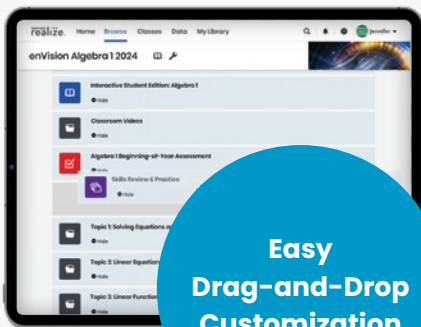 realize. Home Browse Classes Data My Library Jennifer
enVision Algebra 1 2024
Interactive Student Edition: Algebra 1
Hide
Classroom Videos
Hide
Algebra 1 Beginning-of-Year Assessment
Hide
Skills Review & Practice
Hide
Topic 1: Solving Equations
Hide
Topic 2: Linear Equation
Hide
Topic 3: Linear Function
Easy
Drag-and-Drop
Customization